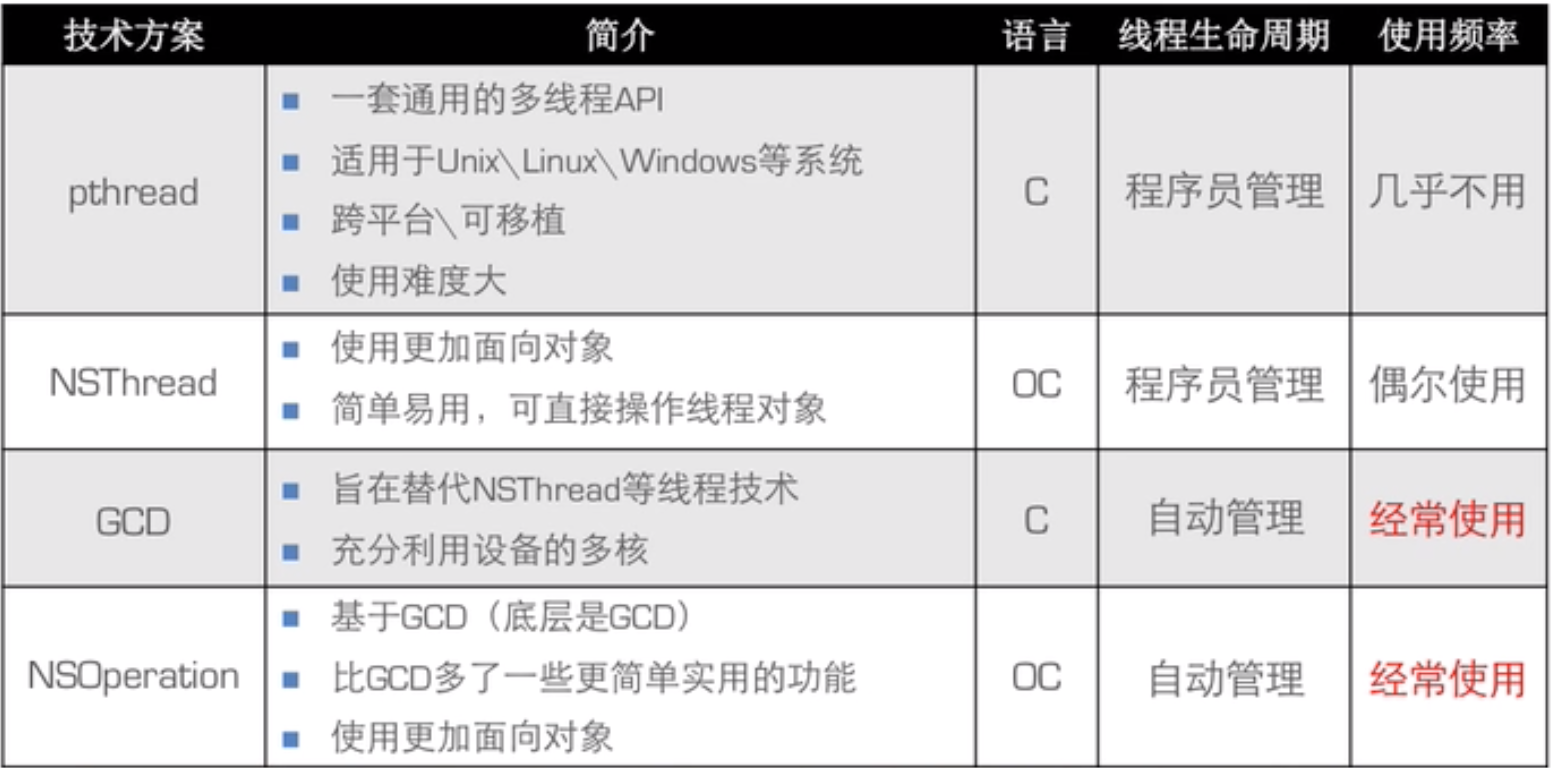 技术方案 简介 语言 线程生命周期 使用频率
pthread
一套通用的多线程API
适用于Unix\Linux\Windows等系统
跨平台\可移植
使用难度大
C
程序员管理
几乎不用
NSThread
使用更加面向对象
简单易用，可直接操作线程对象
OC
程序员管理
偶尔使用
GCD
旨在替代NSThread等线程技术
充分利用设备的多核
C
自动管理
经常使用
NSOperation
基于GCD（底层是GCD）
比GCD多了一些更简单实用的功能
使用更加面向对象
OC
自动管理
经常使用